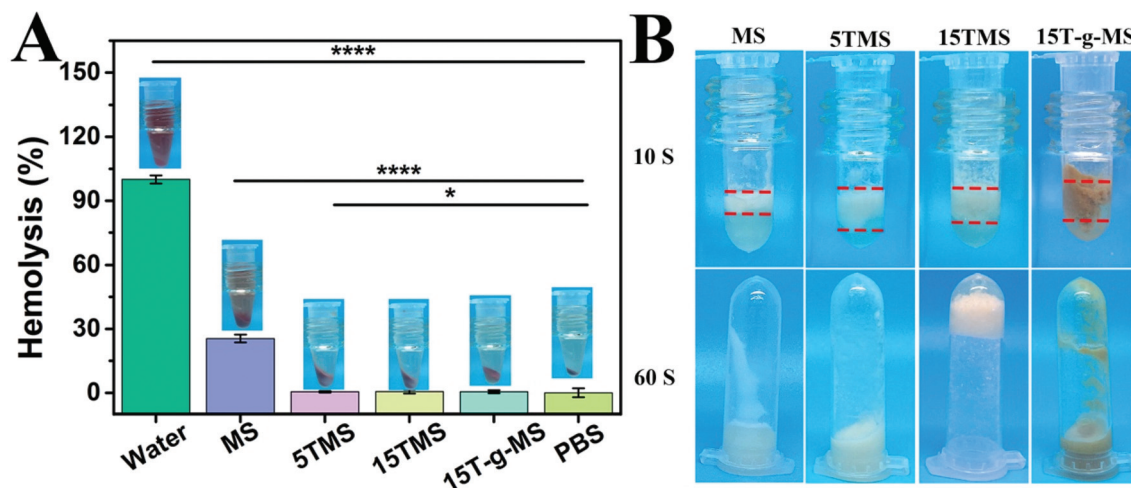 A
Hemolysis (%)
150
120
90
60
30
0
****
****
*
Water
MS
5TMS
15TMS
15T-g-MS
PBS
B
MS
5TMS
15TMS
15T-g-MS
10 S
60 S